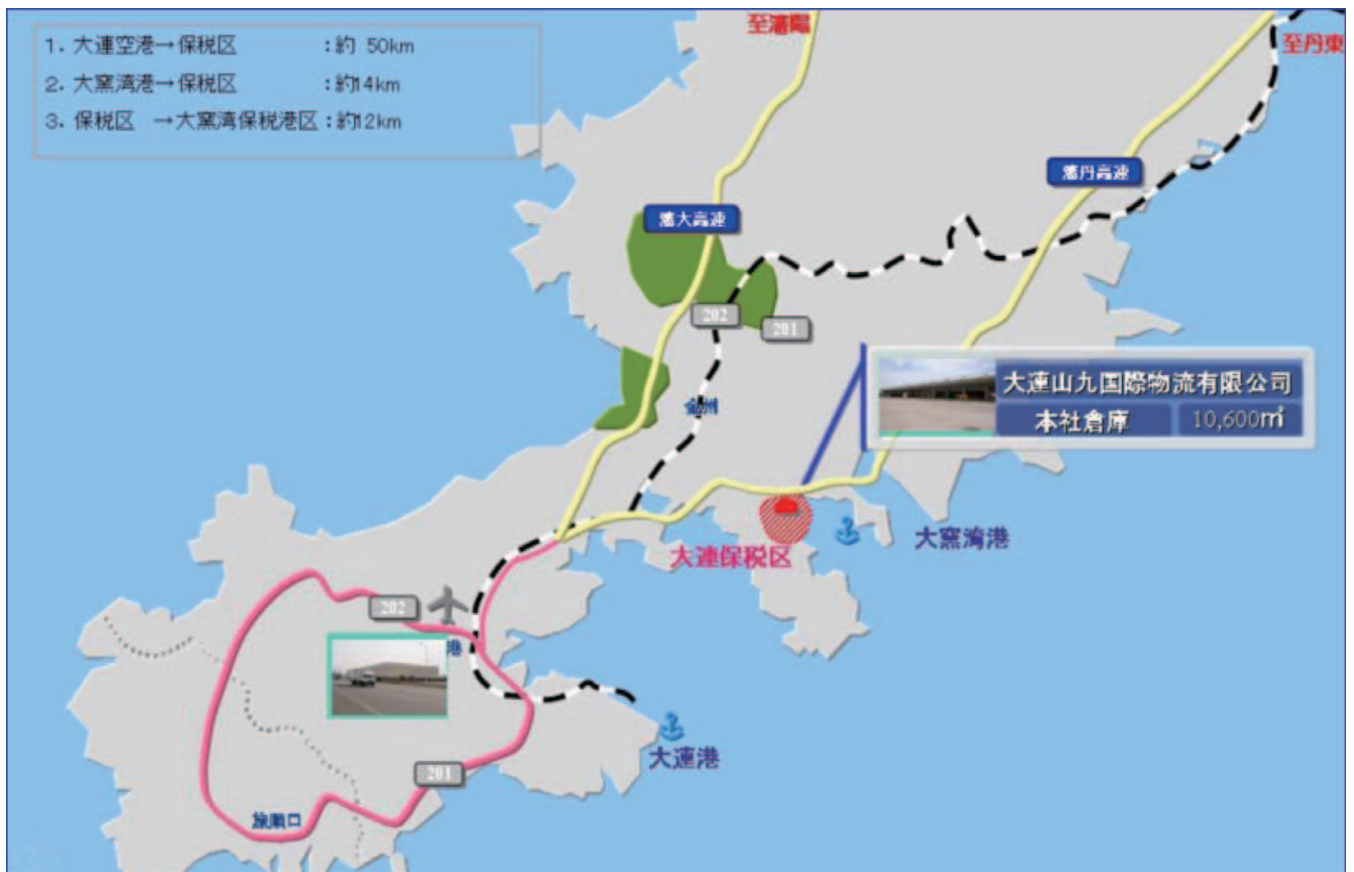 1. 大連空港→保税区 :約 50km
2. 大窯湾港→保税区 :約14km
3. 保税区 →大窯湾保税港区:約12km
至瀋陽
至丹東
瀋丹高速
瀋大高速
202
201
大連山九国際物流有限公司
本社倉庫 10,600㎡
金州
大窯湾港
大連保税区
202
港
大連港
201
旅順口